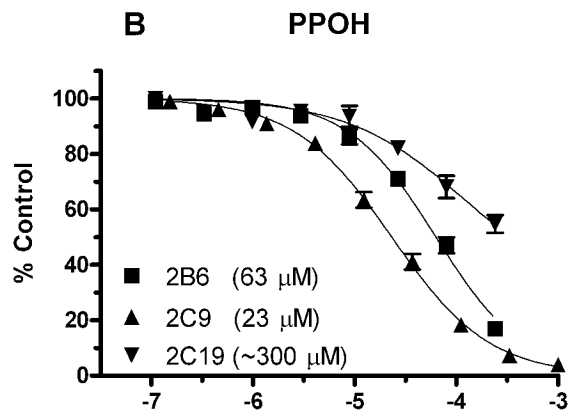 B PPOH
% Control
100
80
60
40
20
0
2B6 (63 μM)
2C9 (23 μM)
2C19 (~300 μM)
-7 -6 -5 -4 -3